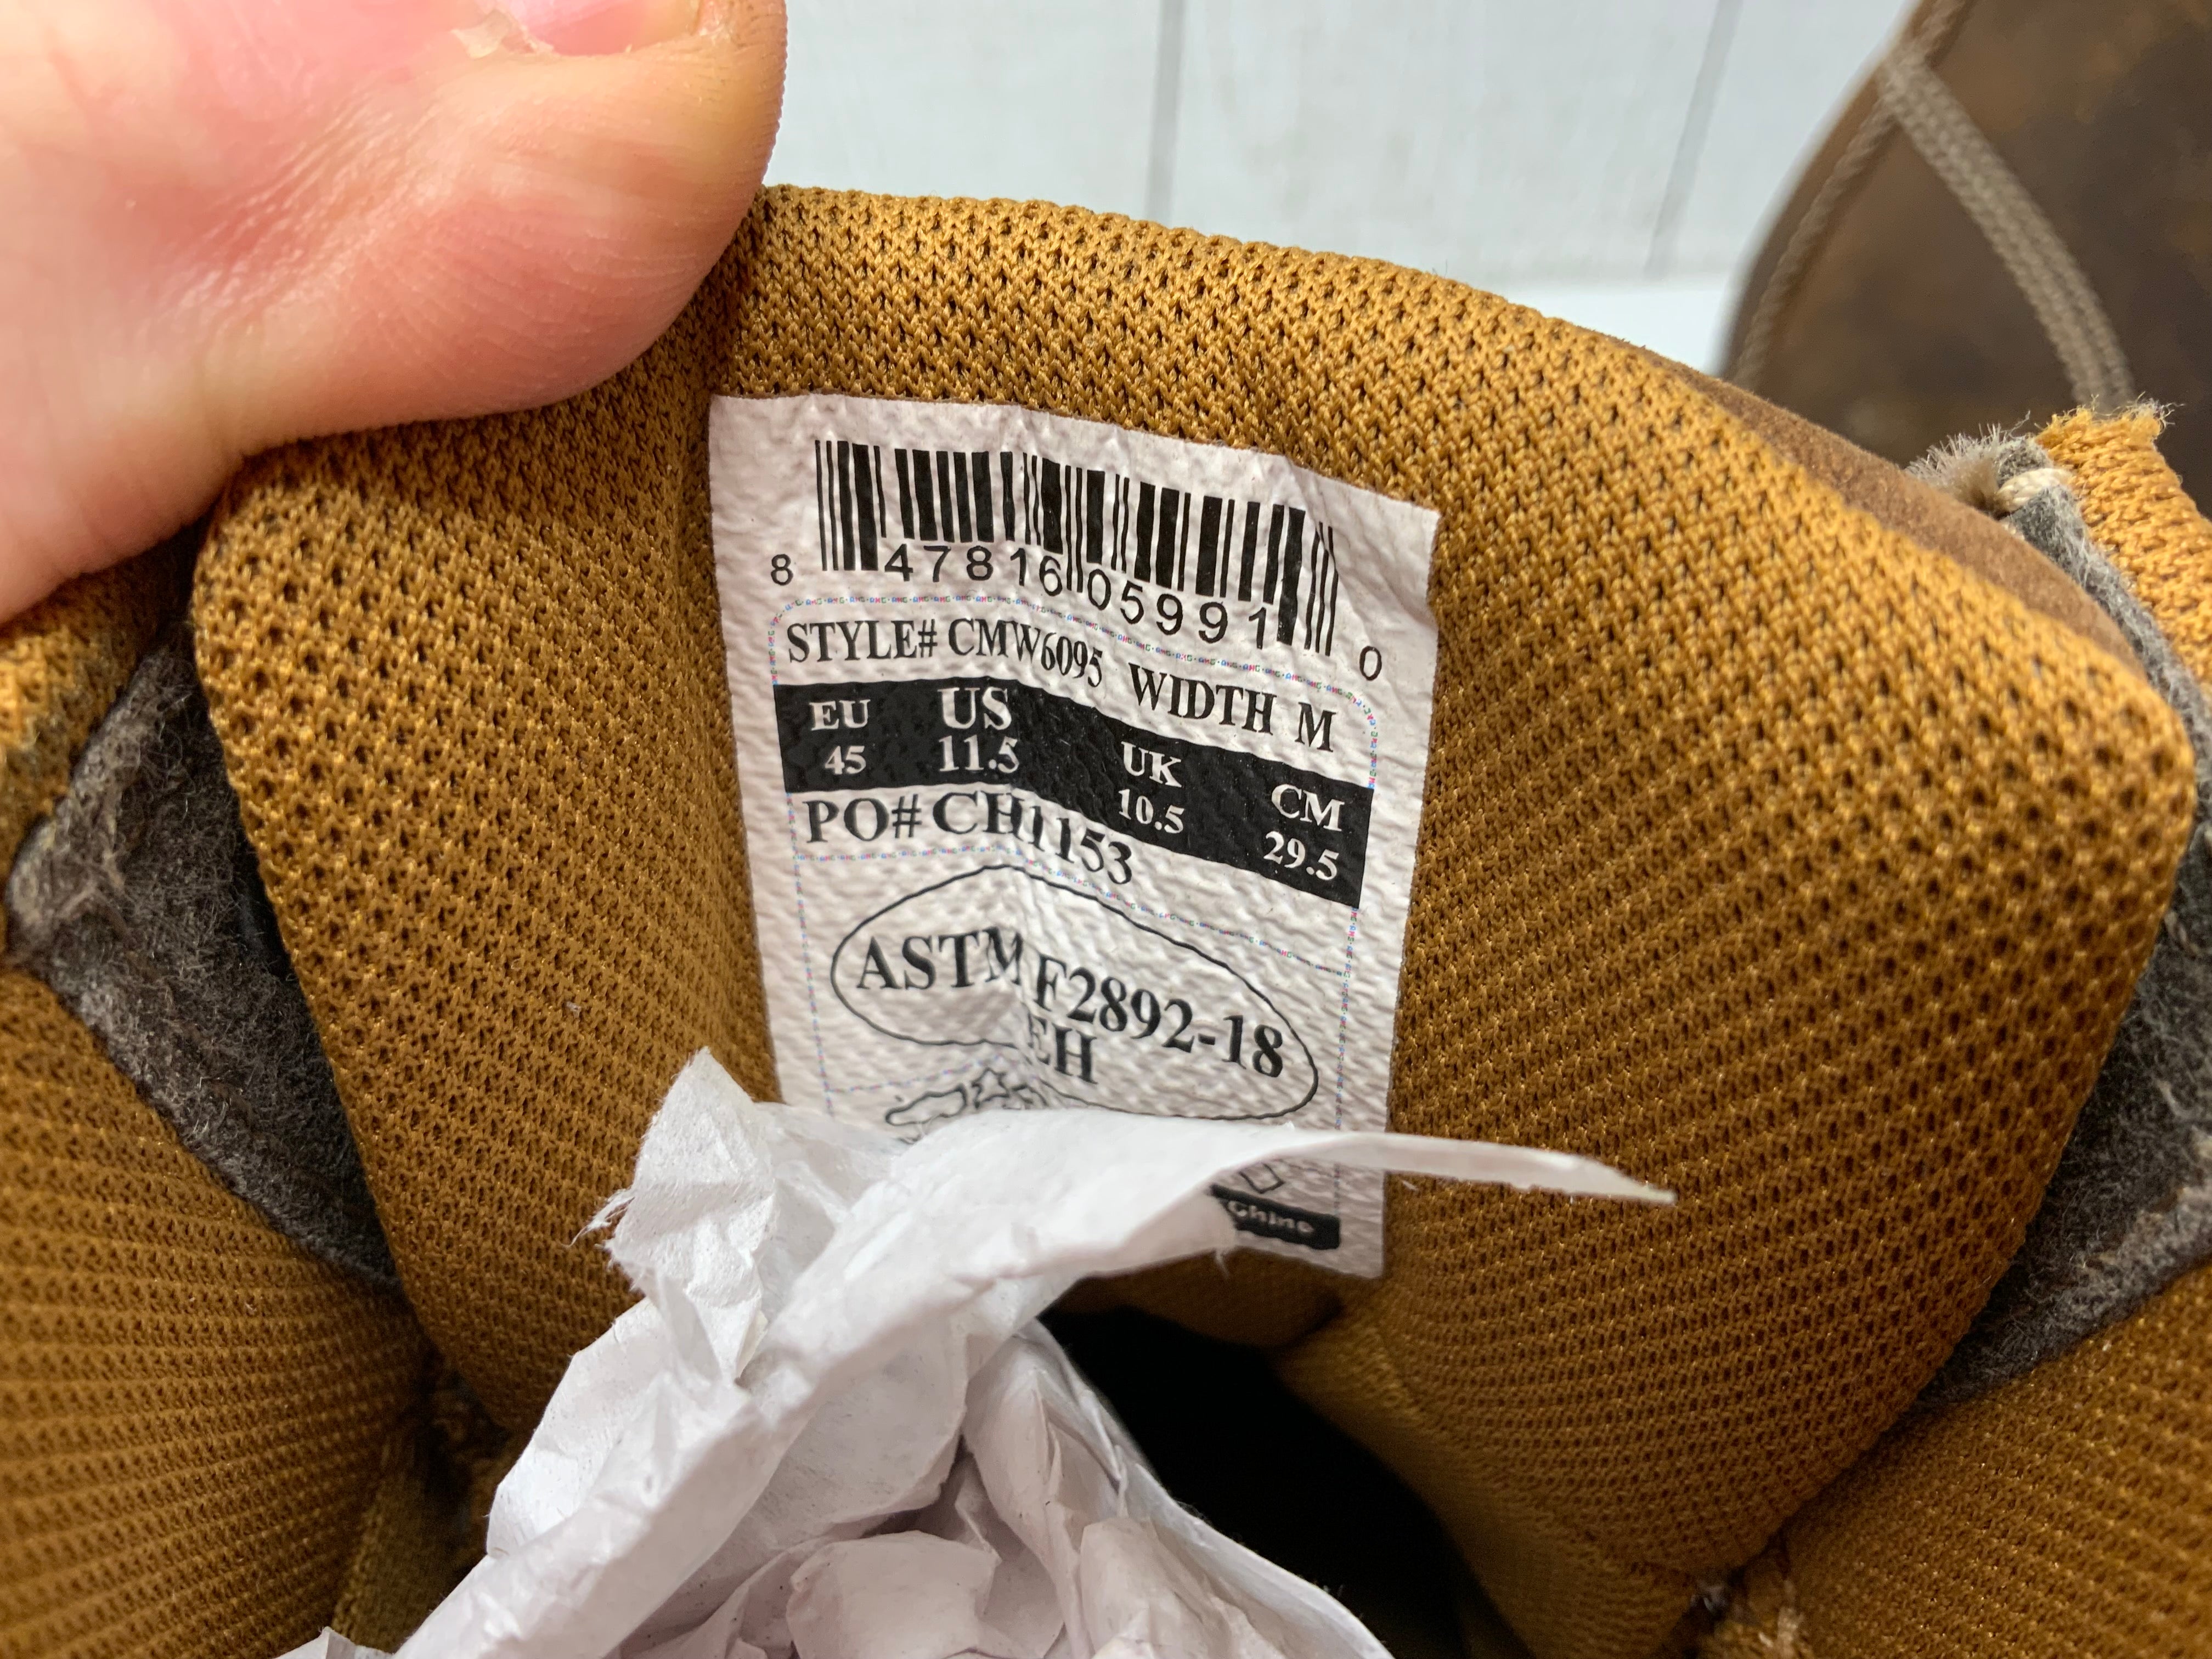 8 47816 05991 0
STYLE# CMW6095 WIDTH M
EU US UK CM
45 11.5 10.5 29.5
PO# CH1153
ASTM F2892-18
EH
China